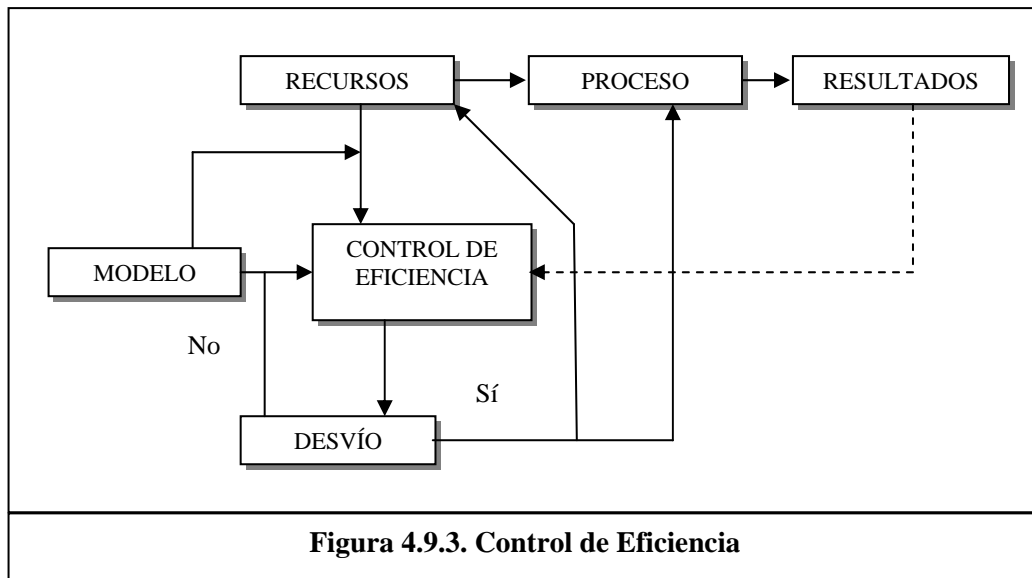 RECURSOS
PROCESO
RESULTADOS
CONTROL DE
EFICIENCIA
MODELO
No
Sí
DESVÍO
Figura 4.9.3. Control de Eficiencia